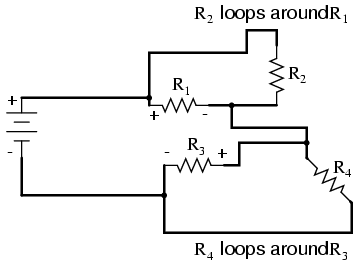 R2 loops aroundR1
R2
R1
+
+ -
- R3 +
R4
-
R4 loops aroundR3